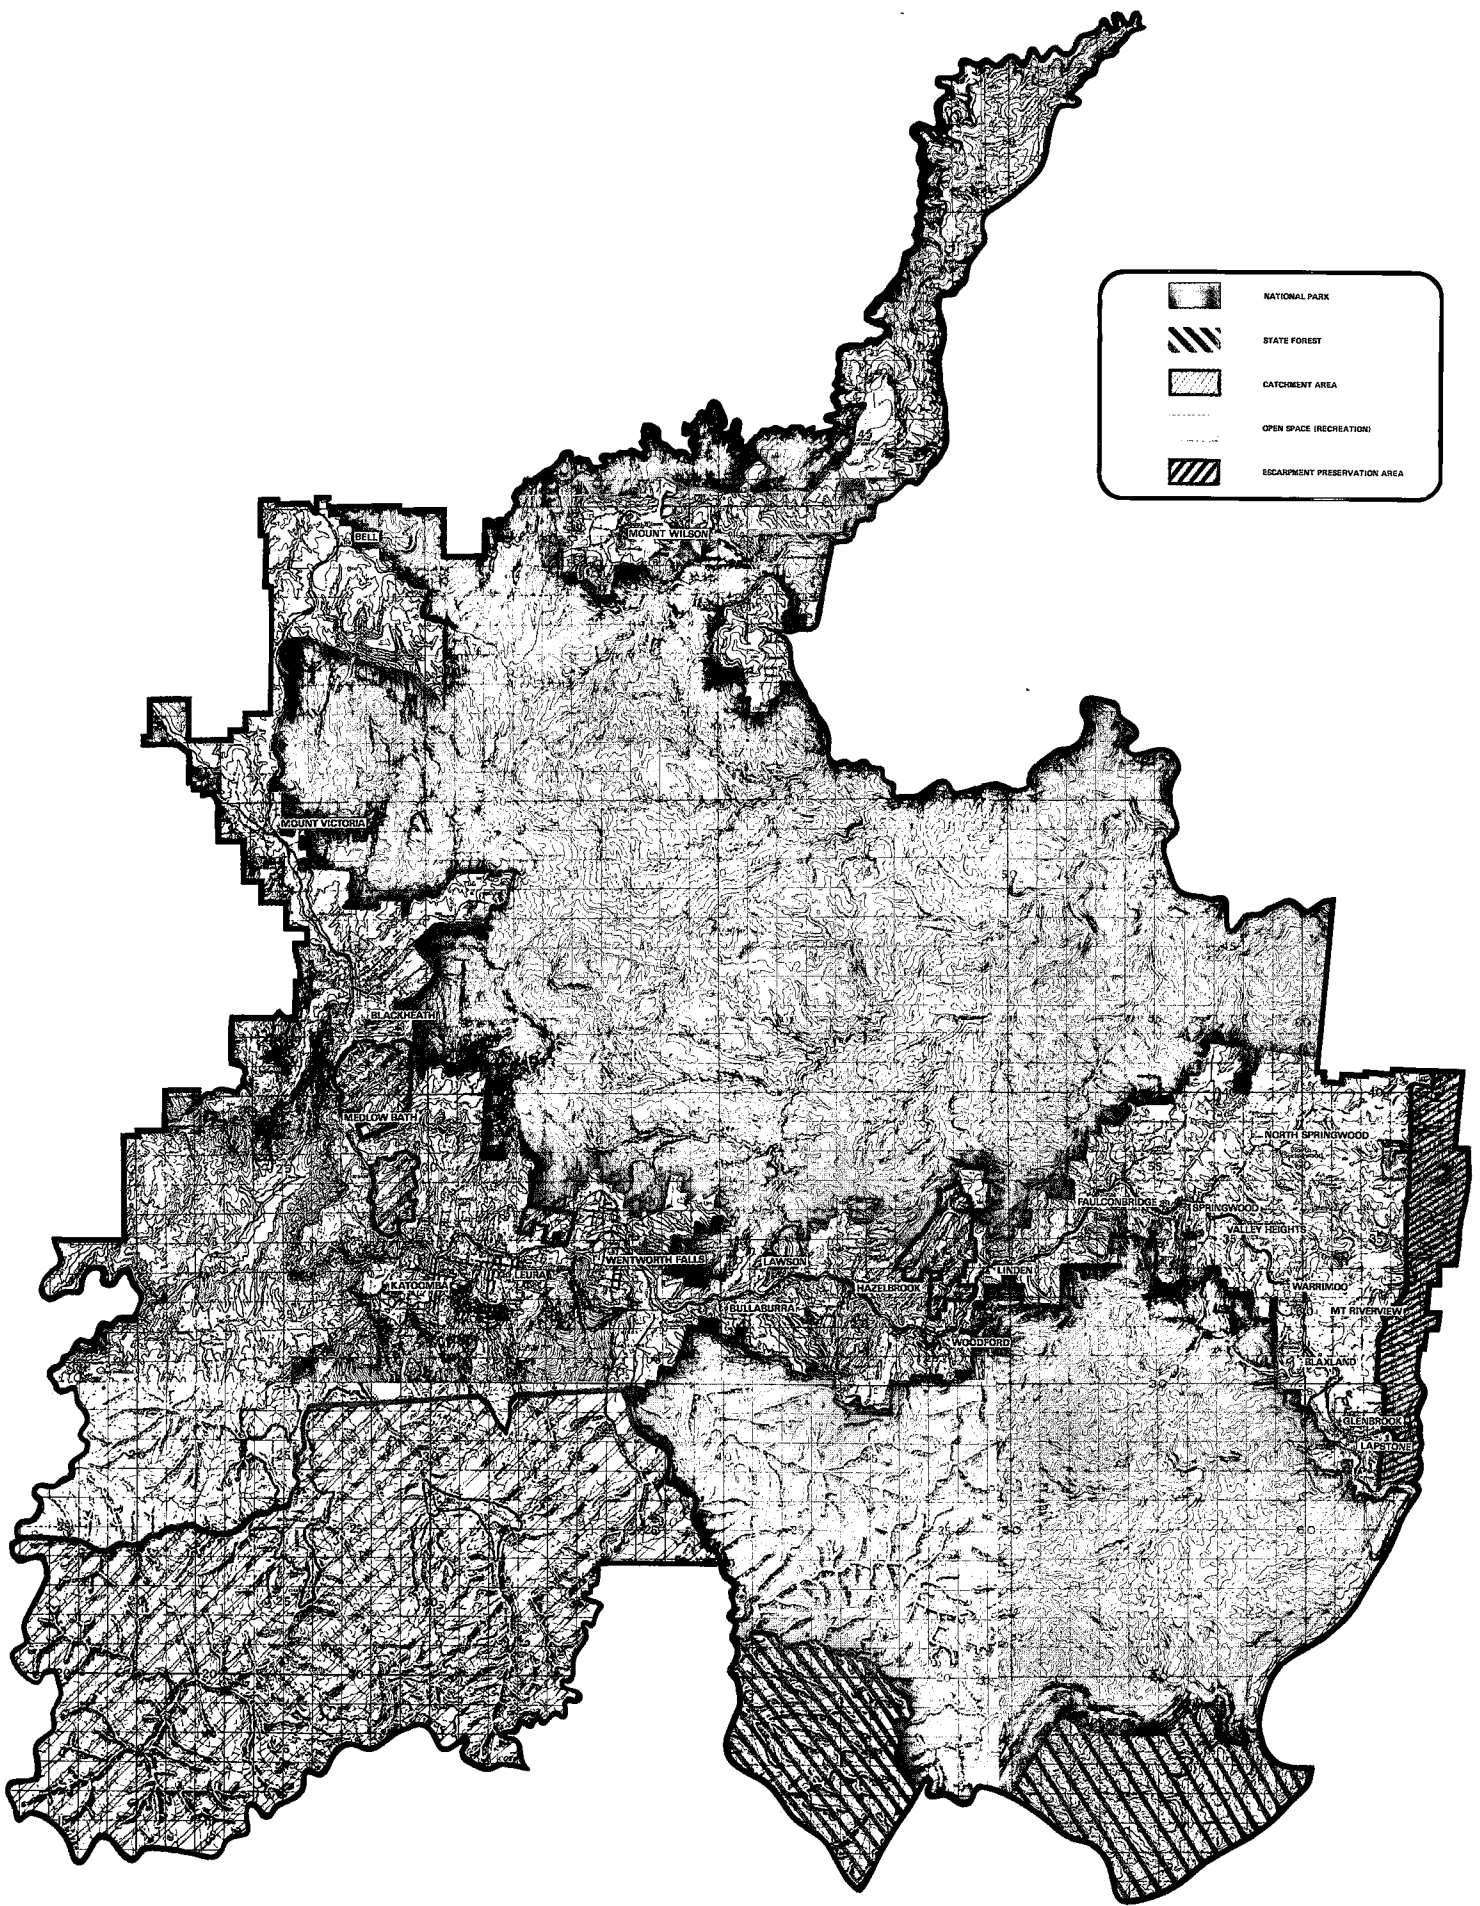 NATIONAL PARK
STATE FOREST
CATCHMENT AREA
OPEN SPACE (RECREATION)
ESCARPMENT PRESERVATION AREA
BELL
MOUNT WILSON
MOUNT VICTORIA
BLACKHEATH
MEDLOW BATH
NORTH SPRINGWOOD
FAULCONBRIDGE
SPRINGWOOD
VALLEY HEIGHTS
WENTWORTH FALLS
LAWSON
LINDEN
LEURA
KATOOMBA
HAZELBROOK
WARRIMOO
BULLABURRA
MT RIVERVIEW
WOODFORD
BLAXLAND
GLENBROOK
LAPSTONE